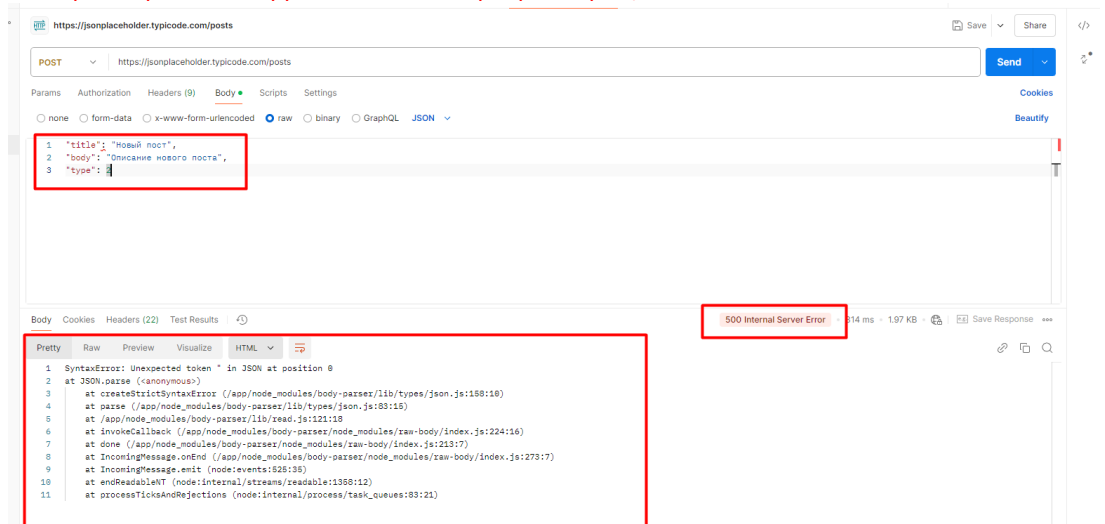 HTTP https://jsonplaceholder.typicode.com/posts Save Share </>
POST https://jsonplaceholder.typicode.com/posts Send
Params Authorization Headers (9) Body Scripts Settings Cookies
none form-data x-www-form-urlencoded raw binary GraphQL JSON Beautify
1 "title": "Новый пост",
2 "body": "Описание нового поста",
3 "type": 2
Body Cookies Headers (22) Test Results 500 Internal Server Error 314 ms 1.97 KB Save Response
Pretty Raw Preview Visualize HTML
1 SyntaxError: Unexpected token " in JSON at position 0
2 at JSON.parse (<anonymous>)
3 at createStrictSyntaxError (/app/node_modules/body-parser/lib/types/json.js:158:10)
4 at parse (/app/node_modules/body-parser/lib/types/json.js:83:15)
5 at /app/node_modules/body-parser/lib/read.js:121:18
6 at invokeCallback (/app/node_modules/body-parser/node_modules/raw-body/index.js:224:16)
7 at done (/app/node_modules/body-parser/node_modules/raw-body/index.js:213:7)
8 at IncomingMessage.onEnd (/app/node_modules/body-parser/node_modules/raw-body/index.js:273:7)
9 at IncomingMessage.emit (node:events:525:35)
10 at endReadableNT (node:internal/streams/readable:1358:12)
11 at processTicksAndRejections (node:internal/process/task_queues:83:21)